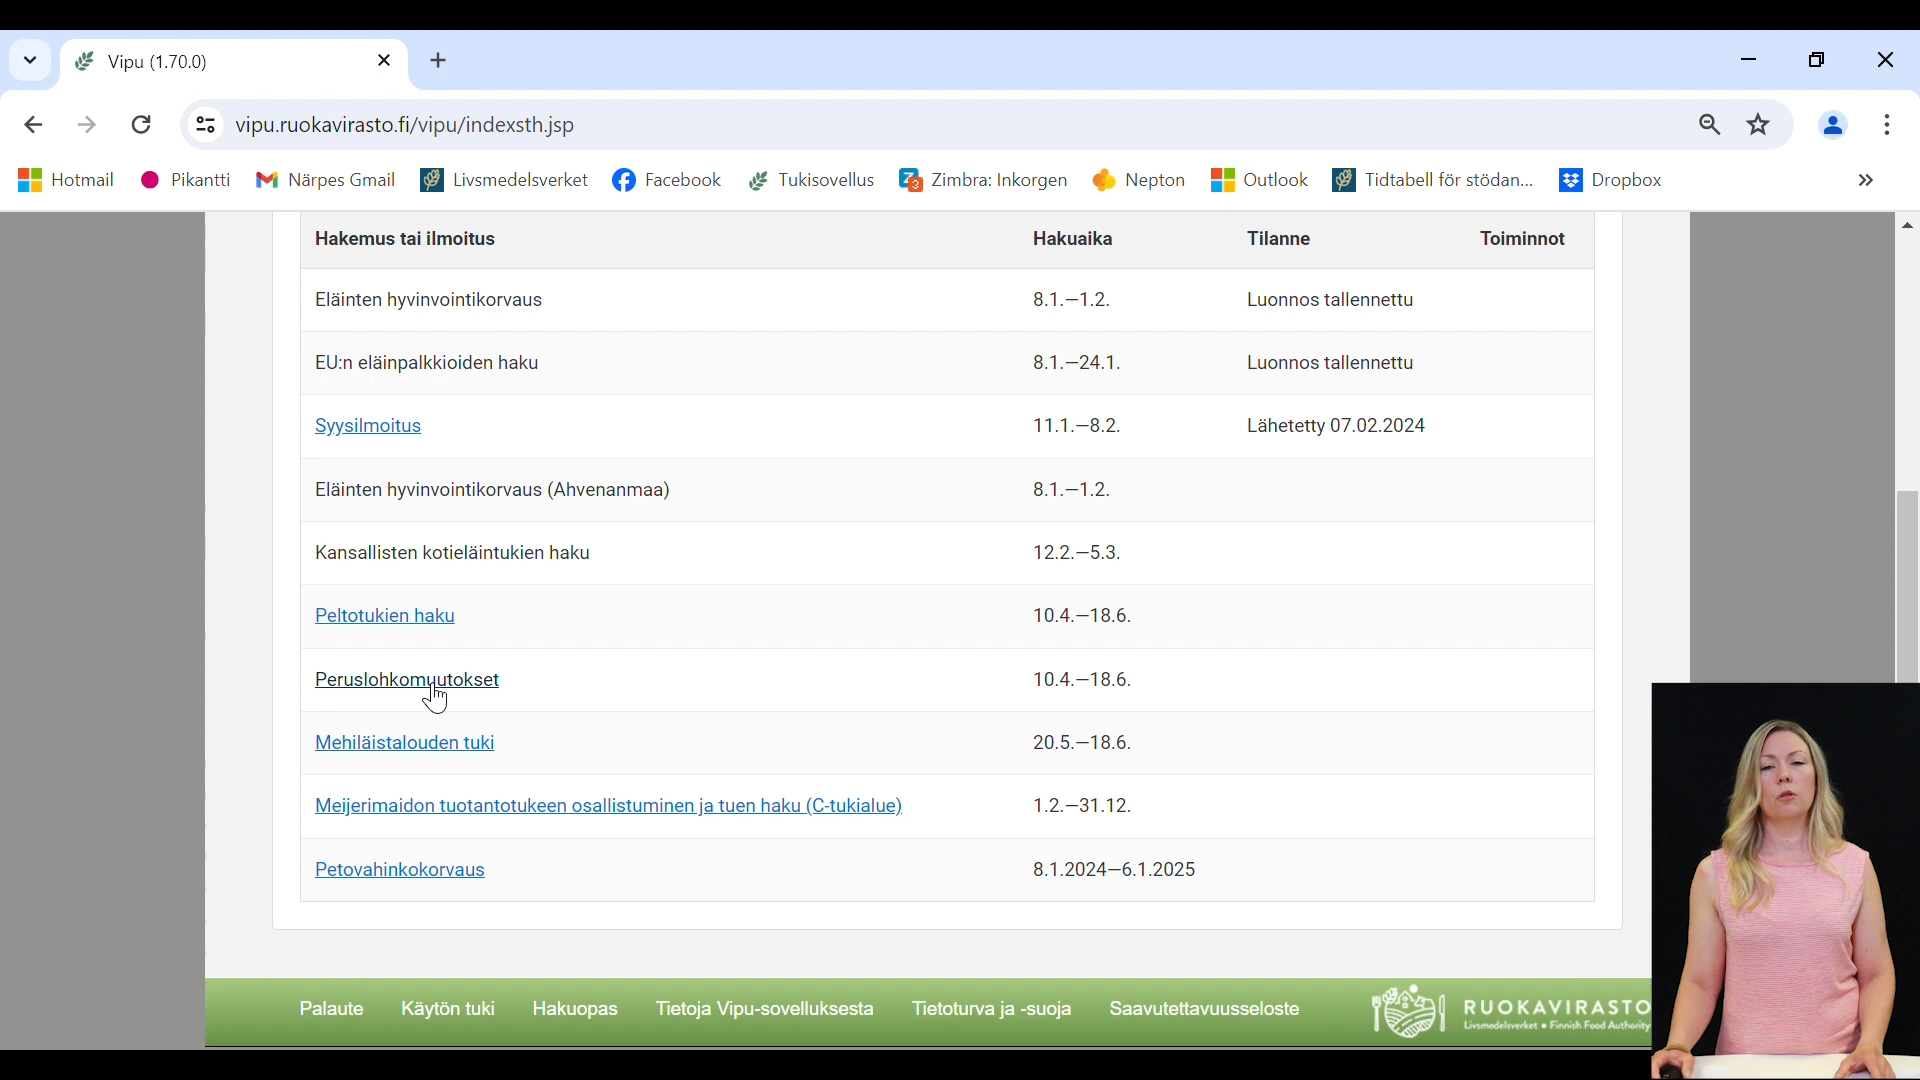 Vipu (1.70.0)
vipu.ruokavirasto.fi/vipu/indexsth.jsp
Hotmail Pikantti Närpes Gmail Livsmedelsverket Facebook Tukisovellus Zimbra: Inkorgen Nepton Outlook Tidtabell för stödan... Dropbox
Hakemus tai ilmoitus Hakuaika Tilanne Toiminnot
Eläinten hyvinvointikorvaus 8.1.—1.2. Luonnos tallennettu
EU:n eläinpalkkioiden haku 8.1.—24.1. Luonnos tallennettu
Syysilmoitus 11.1.—8.2. Lähetetty 07.02.2024
Eläinten hyvinvointikorvaus (Ahvenanmaa) 8.1.—1.2.
Kansallisten kotieläintukien haku 12.2.—5.3.
Peltotukien haku 10.4.—18.6.
Peruslohkomuutokset 10.4.—18.6.
Mehiläistalouden tuki 20.5.—18.6.
Meijerimaidon tuotantotukeen osallistuminen ja tuen haku (C-tukialue) 1.2.—31.12.
Petovahinkokorvaus 8.1.2024—6.1.2025
Palaute Käytön tuki Hakuopas Tietoja Vipu-sovelluksesta Tietoturva ja -suoja Saavutettavuusseloste RUOKAVIRASTO
Livsmedelsverket • Finnish Food Authority